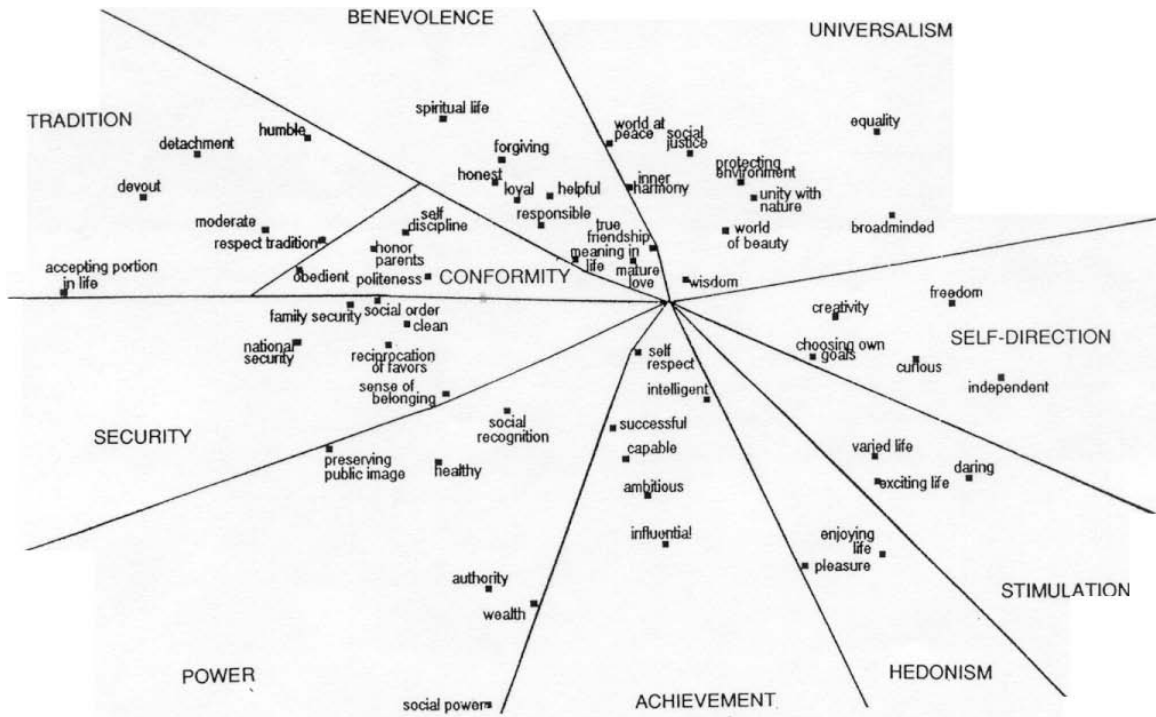 BENEVOLENCE
UNIVERSALISM
TRADITION
spiritual life
detachment
humble
world at
peace
social
justice
equality
forgiving
protecting
environment
devout
honest
loyal
helpful
inner
harmony
unity with
nature
moderate
respect tradition
self
discipline
responsible
true
friendship
world
of beauty
broadminded
honor
parents
meaning in
life
mature
love
accepting portion
in life
obedient
politeness
CONFORMITY
wisdom
family security
social order
clean
creativity
freedom
national
security
reciprocation
of favors
self
respect
choosing own
goals
curious
SELF-DIRECTION
independent
sense of
belonging
intelligent
SECURITY
social
recognition
successful
preserving
public image
healthy
capable
varied life
daring
ambitious
exciting life
influential
enjoying
life
pleasure
authority
wealth
STIMULATION
POWER
HEDONISM
social power
ACHIEVEMENT